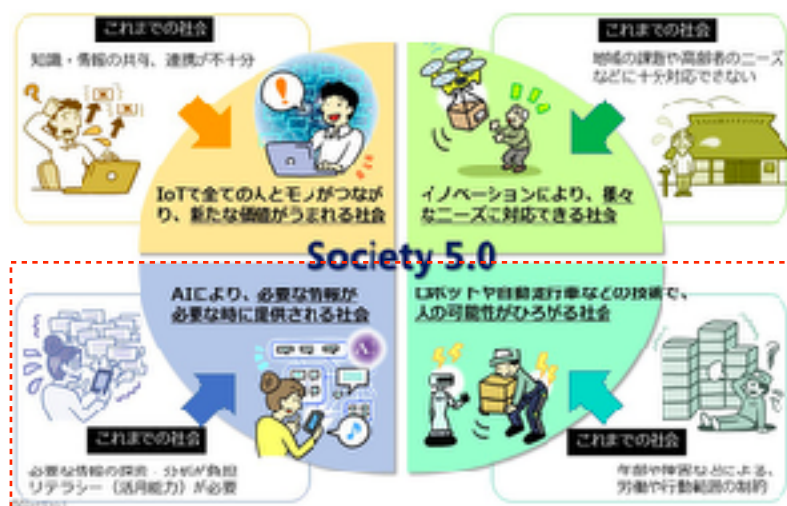 これまでの社会
知識・情報の共有、連携が不十分
IoTで全ての人とモノがつなが
り、新たな価値がうまれる社会
これまでの社会
地域の課題や高齢者のニーズ
などに十分対応できない
イノベーションにより、様々
なニーズに対応できる社会
Society 5.0
AIにより、必要な情報が
必要な時に提供される社会
これまでの社会
必要な情報の探索・分析が負担
リテラシー（活用能力）が必要
ロボットや自動走行車などの技術で、
人の可能性がひろがる社会
これまでの社会
年齢や障害などによる、
労働や行動範囲の制約